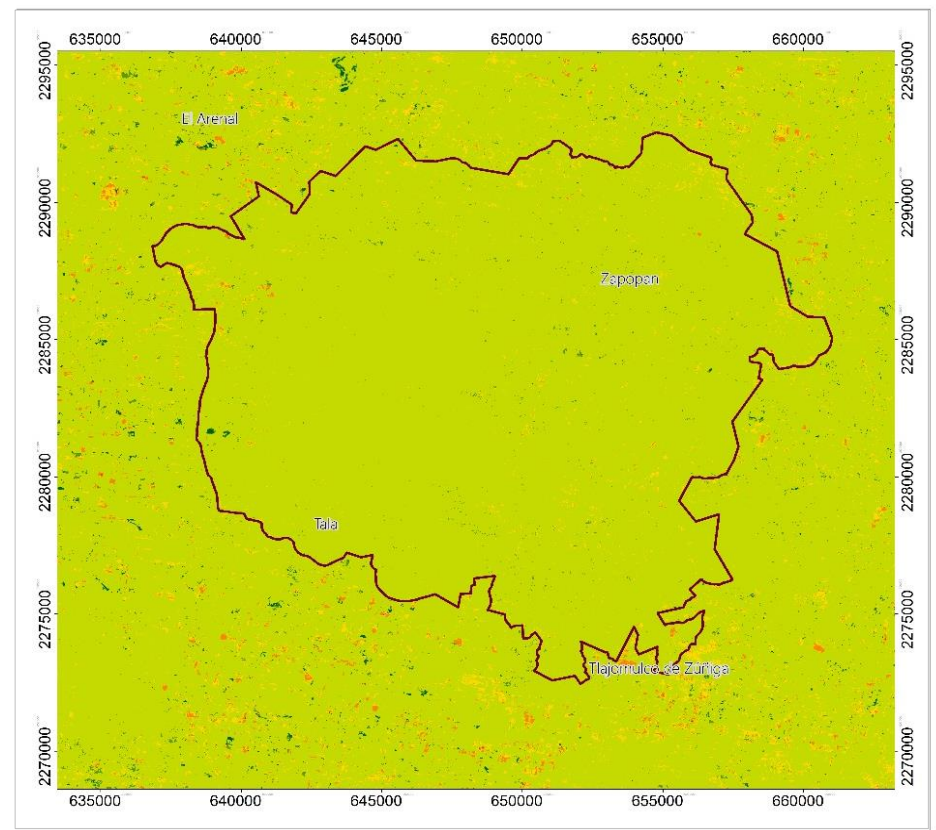 635000 640000 645000 650000 655000 660000
2295000 2295000
El Arenal
2290000 2290000
Zapopan
2285000 2285000
2280000 2280000
Tala
2275000 2275000
Tlajomulco de Zúñiga
2270000 2270000
635000 640000 645000 650000 655000 660000